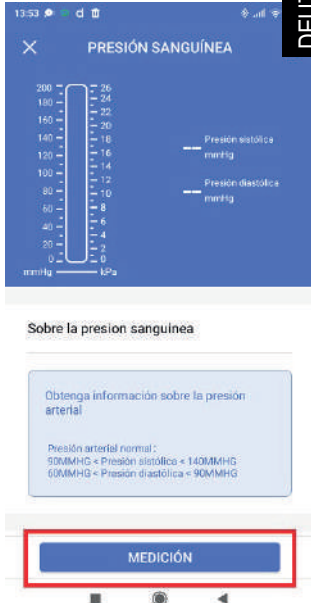 13:53
DEUT
PRESIÓN SANGUÍNEA
200 26
180 24
22
160 20
140 18
120 16
14
100 12
80 10
60 8
6
40 4
20 2
0 0
mmHg kPa
-- Presión sistólica
mmHg
-- Presión diastólica
mmHg
Sobre la presion sanguinea
Obtenga información sobre la presión
arterial
Presión arterial normal:
90MMHG < Presión sistólica < 140MMHG
60MMHG < Presión diastólica < 90MMHG
MEDICIÓN